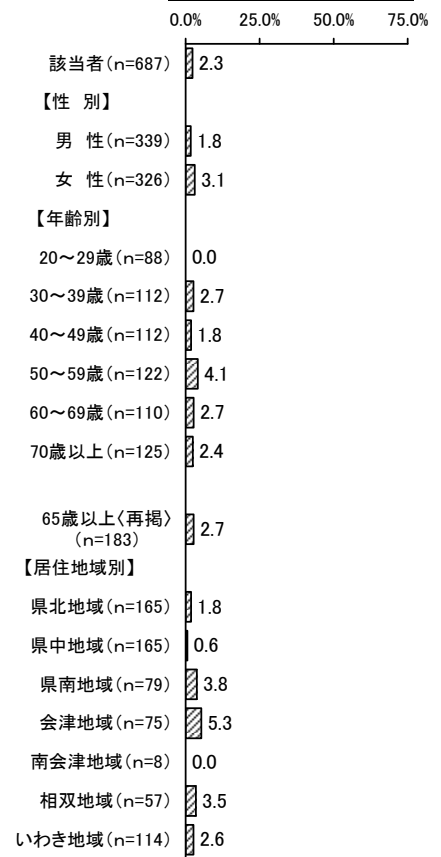 0.0% 25.0% 50.0% 75.0%
該当者(n=687) 2.3
【性 別】
男 性(n=339) 1.8
女 性(n=326) 3.1
【年齢別】
20～29歳(n=88) 0.0
30～39歳(n=112) 2.7
40～49歳(n=112) 1.8
50～59歳(n=122) 4.1
60～69歳(n=110) 2.7
70歳以上(n=125) 2.4
65歳以上〈再掲〉
(n=183) 2.7
【居住地域別】
県北地域(n=165) 1.8
県中地域(n=165) 0.6
県南地域(n=79) 3.8
会津地域(n=75) 5.3
南会津地域(n=8) 0.0
相双地域(n=57) 3.5
いわき地域(n=114) 2.6